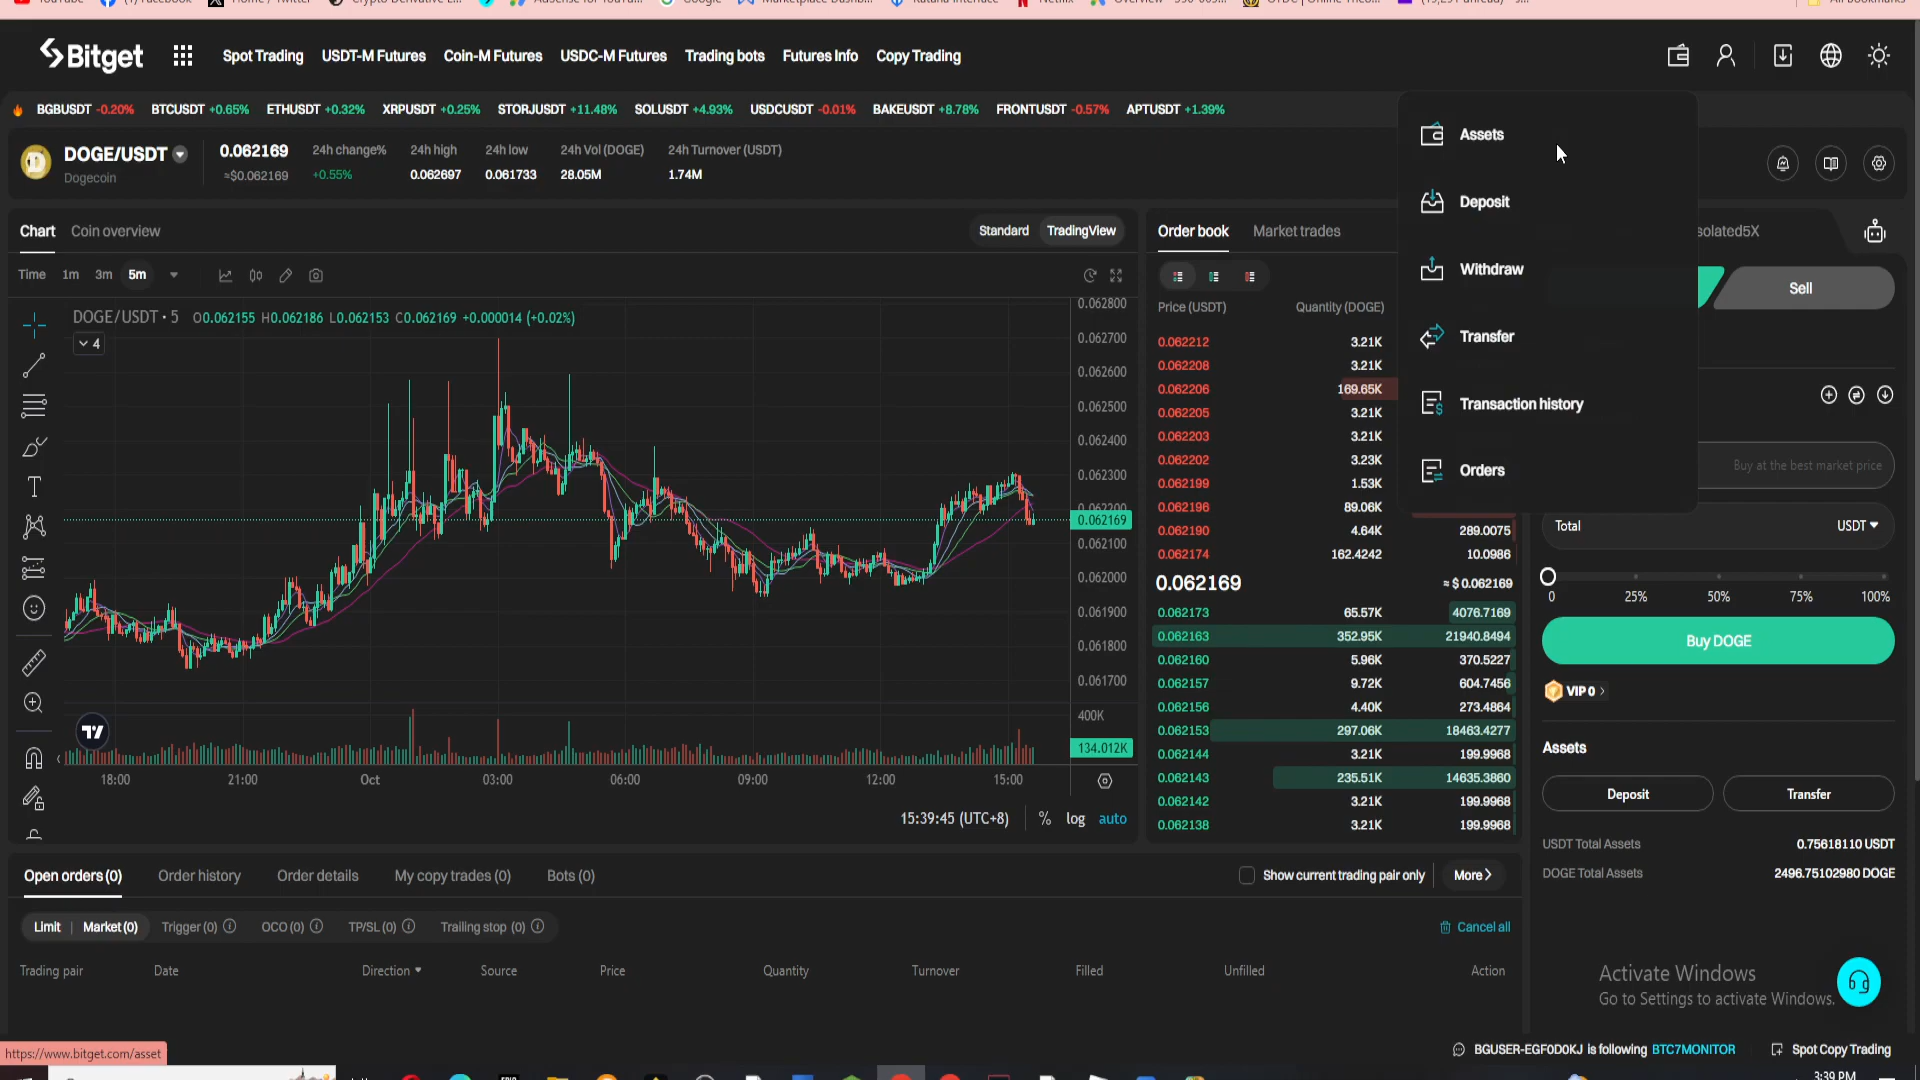 Bitget
Spot Trading USDT-M Futures Coin-M Futures USDC-M Futures Trading bots Futures Info Copy Trading
BGBUSDT -0.20% BTCUSDT +0.65% ETHUSDT +0.32% XRPUSDT +0.25% STORJUSDT +11.48% SOLUSDT +4.93% USDCUSDT -0.01% BAKEUSDT +8.78% FRONTUSDT -0.57% APTUSDT +1.39%
DOGE/USDT 0.062169 24h change% 24h high 24h low 24h Vol (DOGE) 24h Turnover (USDT)
Dogecoin ≈$0.062169 +0.55% 0.062697 0.061733 28.05M 1.74M
Assets
Deposit
Withdraw
Transfer
Transaction history
Orders
Chart Coin overview Standard TradingView
Time 1m 3m 5m
DOGE/USDT • 5 O0.062155 H0.062186 L0.062153 C0.062169 +0.000014 (+0.02%)
4
0.062800
0.062700
0.062600
0.062500
0.062400
0.062300
0.062200
0.062169
0.062100
0.062000
0.061900
0.061800
0.061700
400K
134.012K
18:00 21:00 Oct 03:00 06:00 09:00 12:00 15:00
15:39:45 (UTC+8) % log auto
Order book Market trades
Price (USDT) Quantity (DOGE)
0.062212 3.21K
0.062208 3.21K
0.062206 169.65K
0.062205 3.21K
0.062203 3.21K
0.062202 3.23K
0.062199 1.53K
0.062196 89.06K
0.062190 4.64K 289.0075
0.062174 162.4242 10.0986
0.062169 ≈ $ 0.062169
0.062173 65.57K 4076.7169
0.062163 352.95K 21940.8494
0.062160 5.96K 370.5227
0.062157 9.72K 604.7456
0.062156 4.40K 273.4864
0.062153 297.06K 18463.4277
0.062144 3.21K 199.9968
0.062143 235.51K 14635.3860
0.062142 3.21K 199.9968
0.062138 3.21K 199.9968
solated5X
Sell
Buy at the best market price
Total USDT
0 25% 50% 75% 100%
Buy DOGE
VIP 0
Assets
Deposit Transfer
USDT Total Assets 0.75618110 USDT
DOGE Total Assets 2496.75102980 DOGE
Open orders (0) Order history Order details My copy trades (0) Bots (0) Show current trading pair only More
Limit | Market(0) Trigger (0) OCO (0) TP/SL (0) Trailing stop (0) Cancel all
Trading pair Date Direction Source Price Quantity Turnover Filled Unfilled Action
Activate Windows
Go to Settings to activate Windows.
https://www.bitget.com/asset
BGUSER-EGF0D0KJ is following BTC7MONITOR Spot Copy Trading
3:39 PM